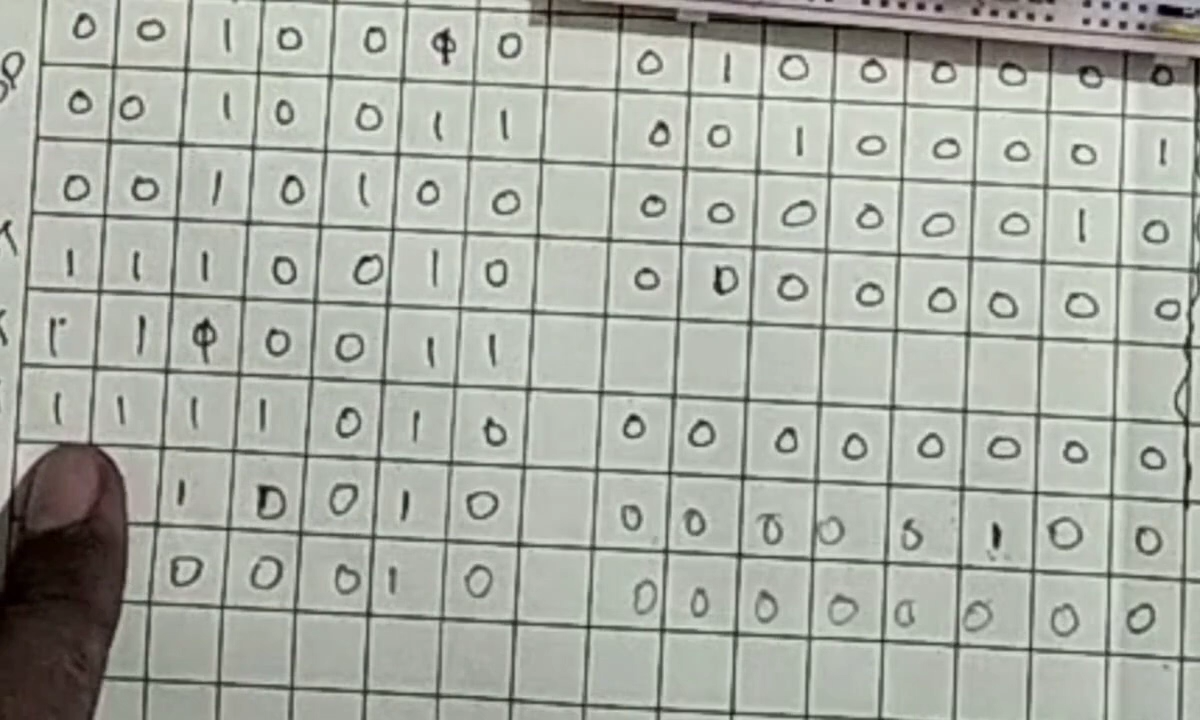 0 0 1 0 0 0 0 0 1 0 0 0 0 0 0
0 0 1 0 0 1 1 0 0 1 0 0 0 0 1
0 0 1 0 1 0 0 0 0 0 0 0 0 1 0
1 1 1 0 0 1 0 0 0 0 0 0 0 0 0
1 1 0 0 0 1 1
1 1 1 1 0 1 0 0 0 0 0 0 0 0 0
1 0 0 1 0 0 0 0 0 0 1 0 0
0 0 0 1 0 0 0 0 0 0 0 0 0